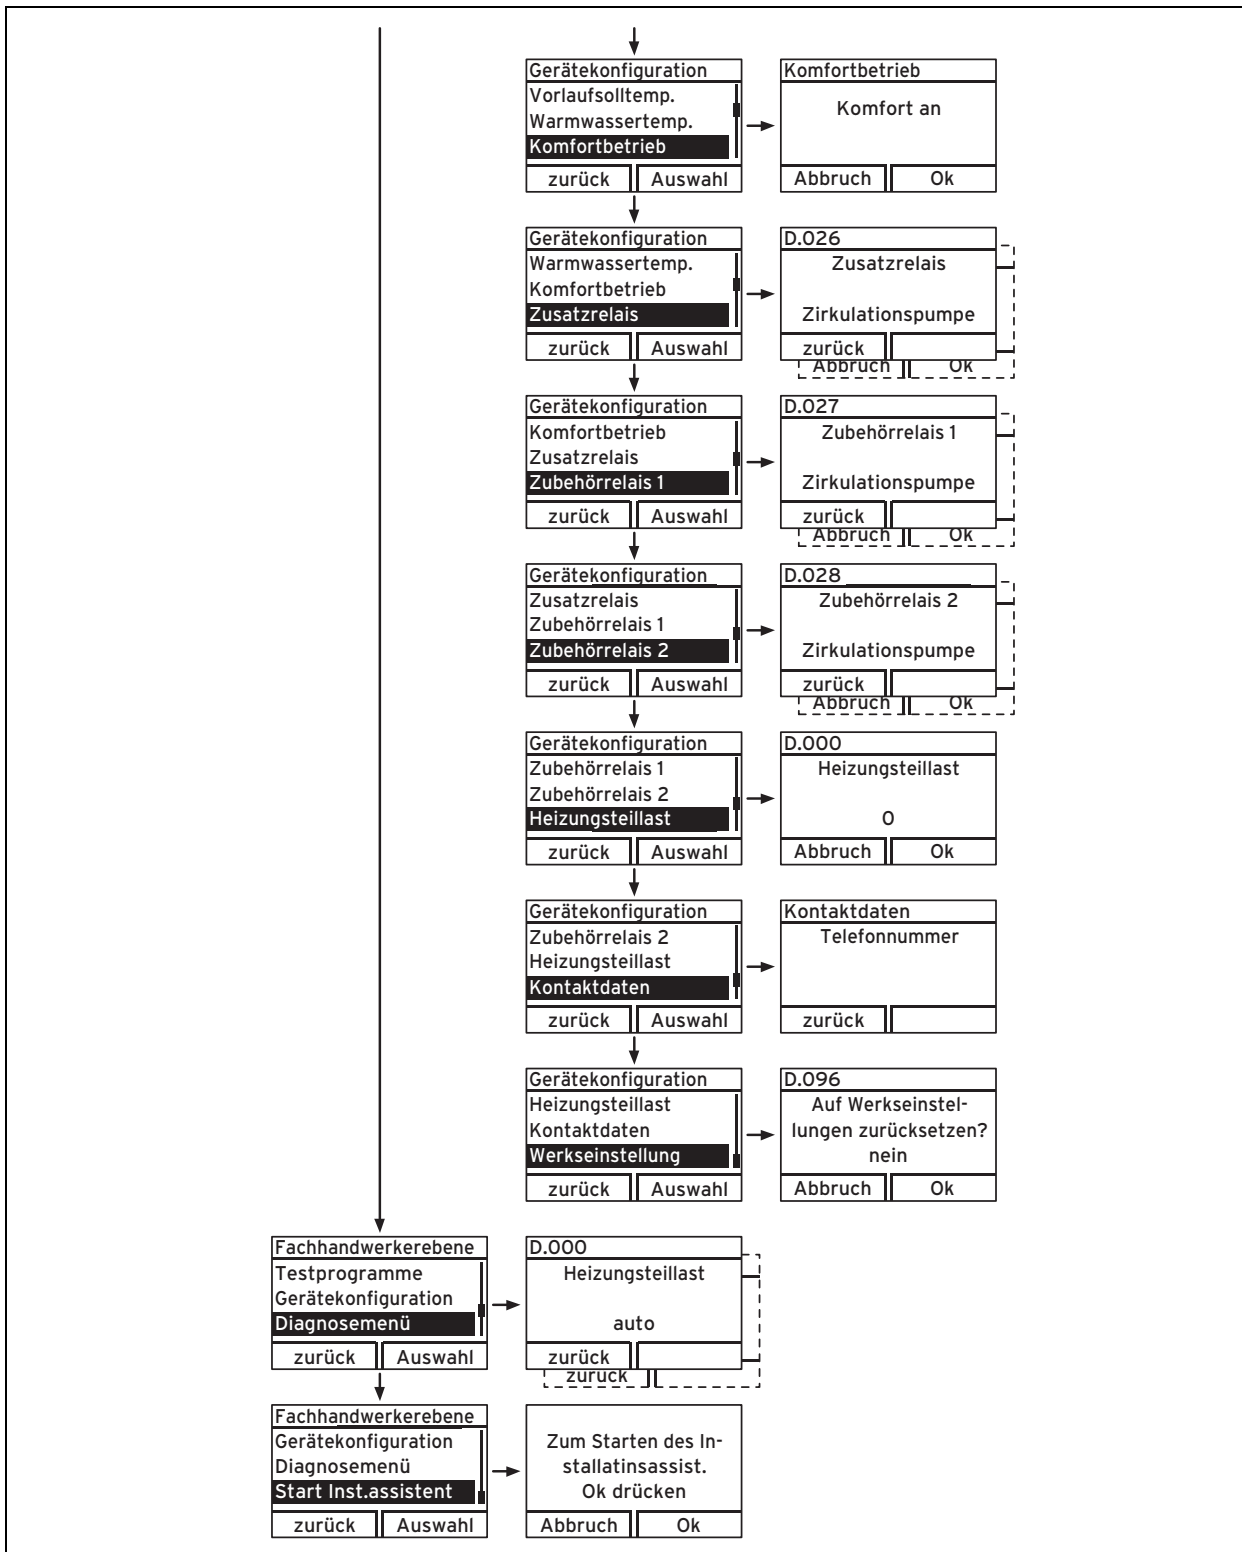 Gerätekonfiguration
Vorlaufsolltemp.
Warmwassertemp.
Komfortbetrieb
zurück Auswahl
Komfortbetrieb
Komfort an
Abbruch Ok
Gerätekonfiguration
Warmwassertemp.
Komfortbetrieb
Zusatzrelais
zurück Auswahl
D.026
Zusatzrelais
Zirkulationspumpe
zurück
Abbruch Ok
Gerätekonfiguration
Komfortbetrieb
Zusatzrelais
Zubehörrelais 1
zurück Auswahl
D.027
Zubehörrelais 1
Zirkulationspumpe
zurück
Abbruch Ok
Gerätekonfiguration
Zusatzrelais
Zubehörrelais 1
Zubehörrelais 2
zurück Auswahl
D.028
Zubehörrelais 2
Zirkulationspumpe
zurück
Abbruch Ok
Gerätekonfiguration
Zubehörrelais 1
Zubehörrelais 2
Heizungsteillast
zurück Auswahl
D.000
Heizungsteillast
0
Abbruch Ok
Gerätekonfiguration
Zubehörrelais 2
Heizungsteillast
Kontaktdaten
zurück Auswahl
Kontaktdaten
Telefonnummer
zurück
Gerätekonfiguration
Heizungsteillast
Kontaktdaten
Werkseinstellung
zurück Auswahl
D.096
Auf Werkseinstel-
lungen zurücksetzen?
nein
Abbruch Ok
Fachhandwerkerebene
Testprogramme
Gerätekonfiguration
Diagnosemenü
zurück Auswahl
D.000
Heizungsteillast
auto
zurück
zurück
Fachhandwerkerebene
Gerätekonfiguration
Diagnosemenü
Start Inst.assistent
zurück Auswahl
Zum Starten des In-
stallatinsassist.
Ok drücken
Abbruch Ok